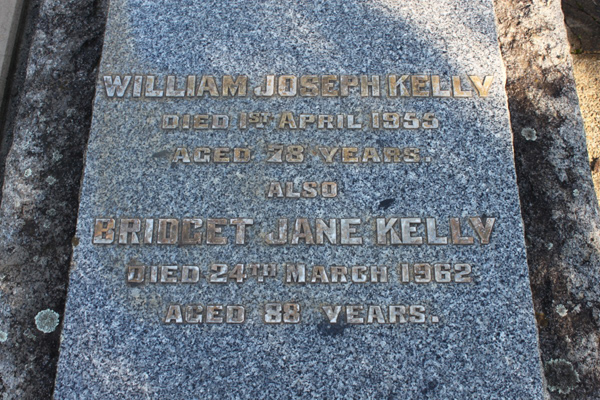 WILLIAM JOSEPH KELLY
DIED 1ST APRIL 1955
AGED 78 YEARS.
ALSO
BRIDGET JANE KELLY
DIED 24TH MARCH 1962
AGED 88 YEARS.